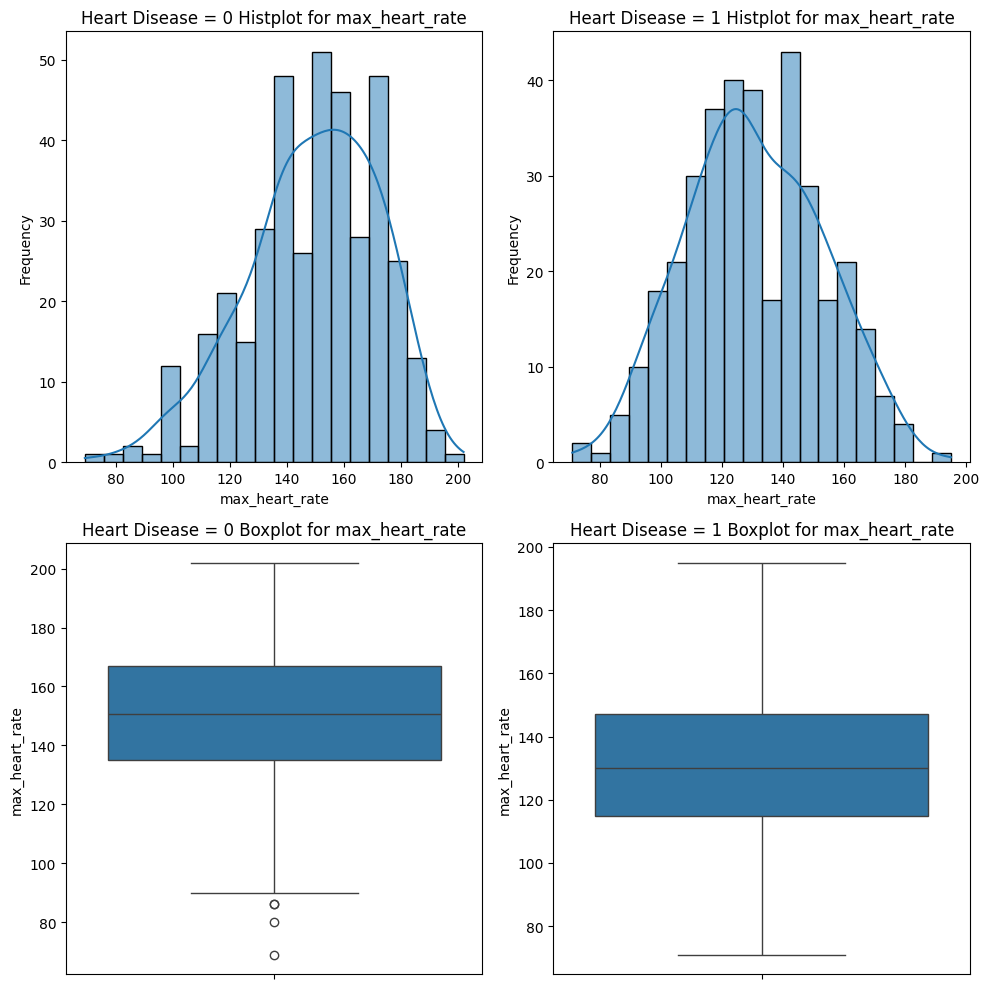 Heart Disease = 0 Histplot for max_heart_rate
Frequency
50
40
30
20
10
0
80 100 120 140 160 180 200
max_heart_rate
Heart Disease = 1 Histplot for max_heart_rate
Frequency
40
30
20
10
0
80 100 120 140 160 180 200
max_heart_rate
Heart Disease = 0 Boxplot for max_heart_rate
max_heart_rate
200
180
160
140
120
100
80
Heart Disease = 1 Boxplot for max_heart_rate
max_heart_rate
200
180
160
140
120
100
80